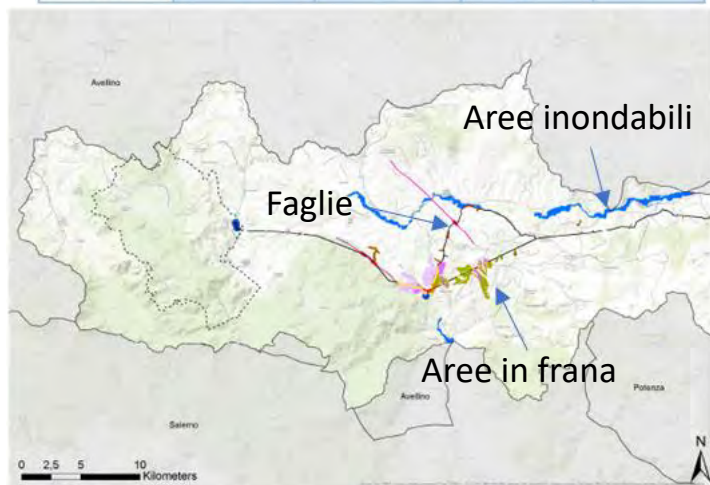 Avellino
Aree inondabili
Faglie
Aree in frana
Avellino
Potenza
Salerno
N
0 2,5 5 10
Kilometers